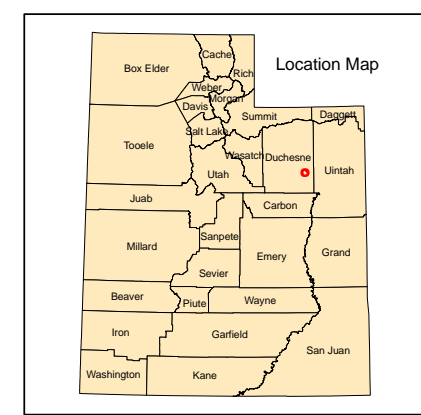 Location Map
Cache
Box Elder
Rich
Weber
Morgan
Davis
Summit
Daggett
Salt Lake
Tooele
Wasatch
Duchesne
Uintah
Utah
Juab
Carbon
Sanpete
Millard
Emery
Grand
Sevier
Beaver
Piute
Wayne
Iron
Garfield
San Juan
Washington
Kane